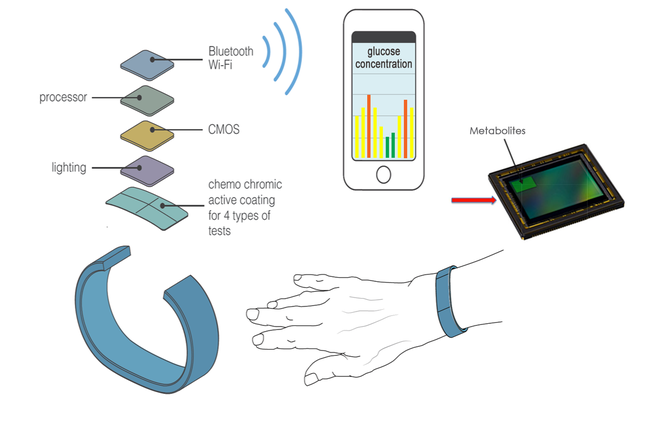 Bluetooth
Wi-Fi
processor
CMOS
lighting
chemo chromic
active coating
for 4 types of
tests
glucose
concentration
Metabolites